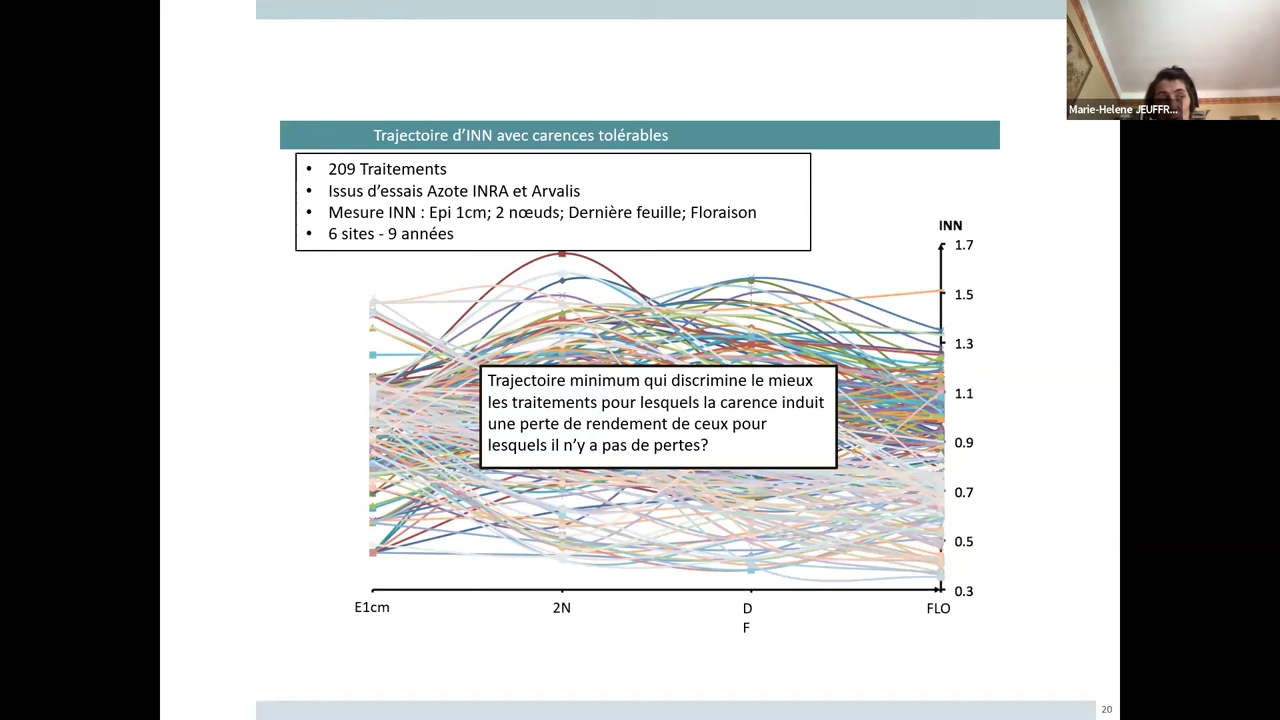 Marie-Helene JEUFFR...
Trajectoire d’INN avec carences tolérables
• 209 Traitements
• Issus d’essais Azote INRA et Arvalis
• Mesure INN : Epi 1cm; 2 nœuds; Dernière feuille; Floraison
• 6 sites - 9 années
INN
1.7
1.5
1.3
1.1
0.9
0.7
0.5
0.3
Trajectoire minimum qui discrimine le mieux
les traitements pour lesquels la carence induit
une perte de rendement de ceux pour
lesquels il n’y a pas de pertes?
E1cm
2N
D
F
FLO
20